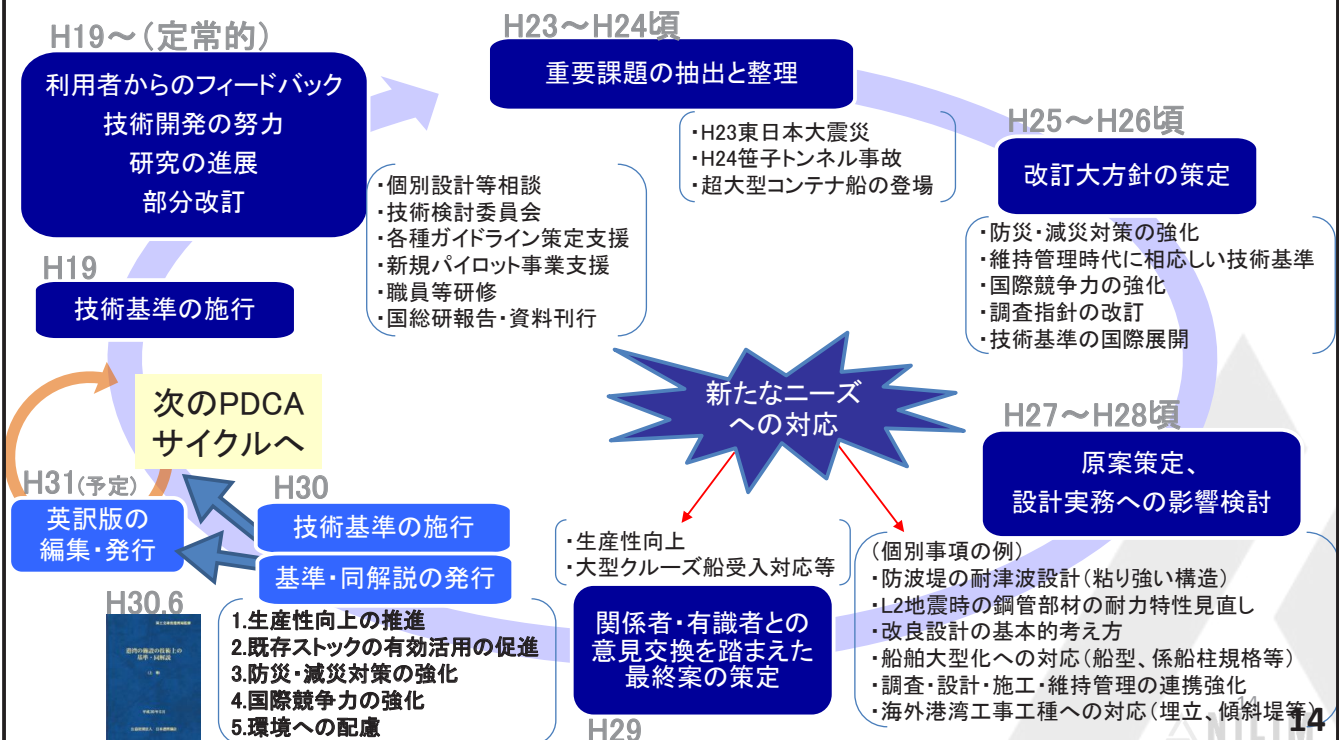 H19～(定常的)
利用者からのフィードバック
技術開発の努力
研究の進展
部分改訂
・個別設計等相談
・技術検討委員会
・各種ガイドライン策定支援
・新規パイロット事業支援
・職員等研修
・国総研報告・資料刊行
H23～H24頃
重要課題の抽出と整理
・H23東日本大震災
・H24笹子トンネル事故
・超大型コンテナ船の登場
H25～H26頃
改訂大方針の策定
・防災・減災対策の強化
・維持管理時代に相応しい技術基準
・国際競争力の強化
・調査指針の改訂
・技術基準の国際展開
H19
技術基準の施行
新たなニーズ
への対応
H27～H28頃
原案策定、
設計実務への影響検討
(個別事項の例)
・防波堤の耐津波設計(粘り強い構造)
・L2地震時の鋼管部材の耐力特性見直し
・改良設計の基本的考え方
・船舶大型化への対応(船型、係船柱規格等)
・調査・設計・施工・維持管理の連携強化
・海外港湾工事工種への対応(埋立、傾斜堤等)
・生産性向上
・大型クルーズ船受入対応等
関係者・有識者との
意見交換を踏まえた
最終案の策定
H29
次のPDCA
サイクルへ
H30
技術基準の施行
基準・同解説の発行
1.生産性向上の推進
2.既存ストックの有効活用の促進
3.防災・減災対策の強化
4.国際競争力の強化
5.環境への配慮
H31(予定)
英訳版の
編集・発行
H30.6
港湾の施設の技術上の
基準・同解説
14
14
NILIM